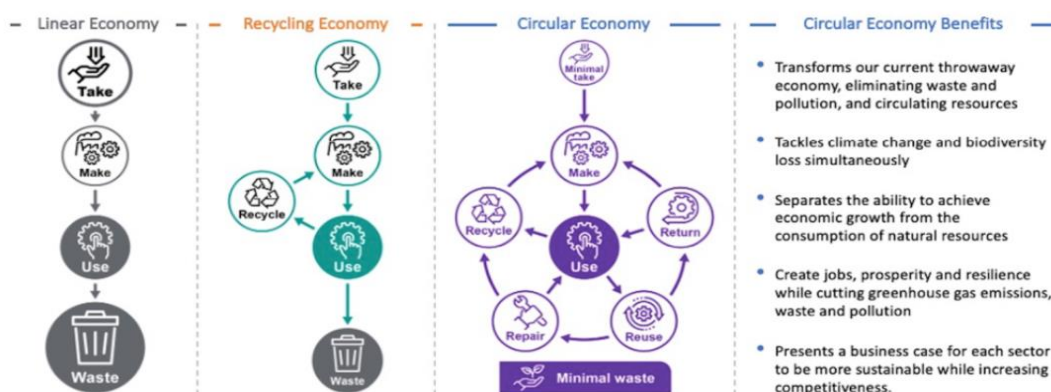 Linear Economy
Take
Make
Use
Waste
Recycling Economy
Take
Make
Recycle
Use
Waste
Circular Economy
Minimal
take
Make
Recycle
Return
Use
Repair
Reuse
Minimal waste
Circular Economy Benefits
• Transforms our current throwaway
economy, eliminating waste and
pollution, and circulating resources
• Tackles climate change and biodiversity
loss simultaneously
• Separates the ability to achieve
economic growth from the
consumption of natural resources
• Create jobs, prosperity and resilience
while cutting greenhouse gas emissions,
waste and pollution
• Presents a business case for each sector
to be more sustainable while increasing
competitiveness.